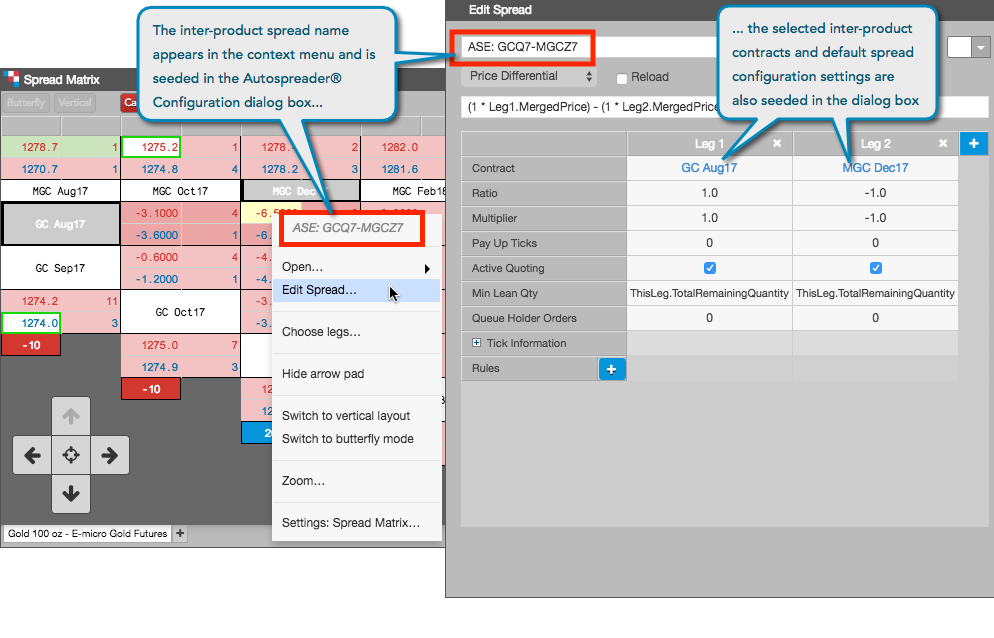 The inter-product spread name
appears in the context menu and is
seeded in the Autospreader®
Configuration dialog box...
Spread Matrix
Butterfly Vertical Ca
1278.7 1 1275.2 1 1278. 2 1282.0
1270.7 1 1274.8 4 1278.2 3 1281.6
MGC Aug17 MGC Oct17 MGC Dec MGC Feb18
GC Aug17
-3.1000 4
-3.6000 1 -6.
GC Sep17
-0.6000 4 -4.
-1.2000 1 -4.
1274.2 11
1274.0 3
GC Oct17
-3.
-3.
-10
1275.0 7
1274.9 3
-10
12
12
2
ASE: GCQ7-MGCZ7
Open...
Edit Spread...
Choose legs...
Hide arrow pad
Switch to vertical layout
Switch to butterfly mode
Zoom...
Settings: Spread Matrix...
Gold 100 oz - E-micro Gold Futures +
Edit Spread
... the selected inter-product
contracts and default spread
configuration settings are
also seeded in the dialog box
ASE: GCQ7-MGCZ7
Price Differential Reload
(1 * Leg1.MergedPrice) - (1 * Leg2.MergedPrice
Leg 1 × Leg 2 × +
Contract GC Aug17 MGC Dec17
Ratio 1.0 -1.0
Multiplier 1.0 -1.0
Pay Up Ticks 0 0
Active Quoting
Min Lean Qty ThisLeg.TotalRemainingQuantity ThisLeg.TotalRemainingQuantity
Queue Holder Orders 0 0
+ Tick Information
Rules +